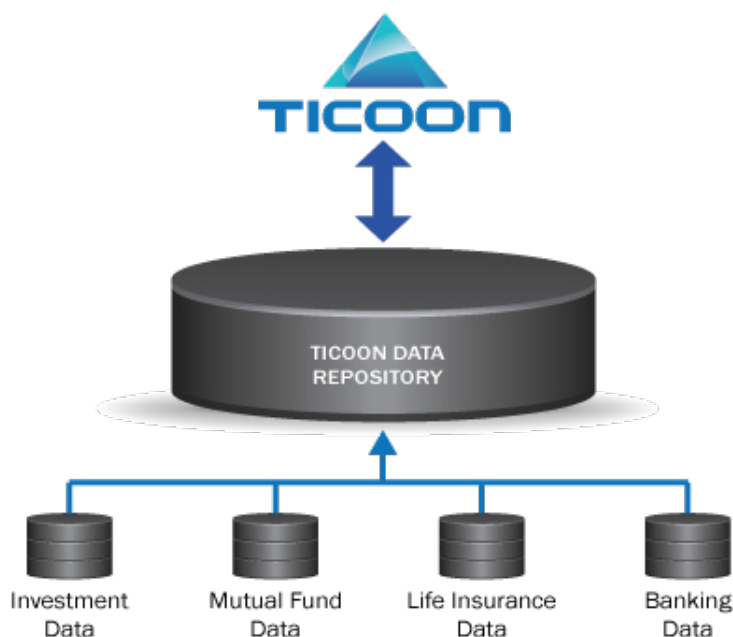 TICOON
TICOON DATA
REPOSITORY
Investment
Data
Mutual Fund
Data
Life Insurance
Data
Banking
Data